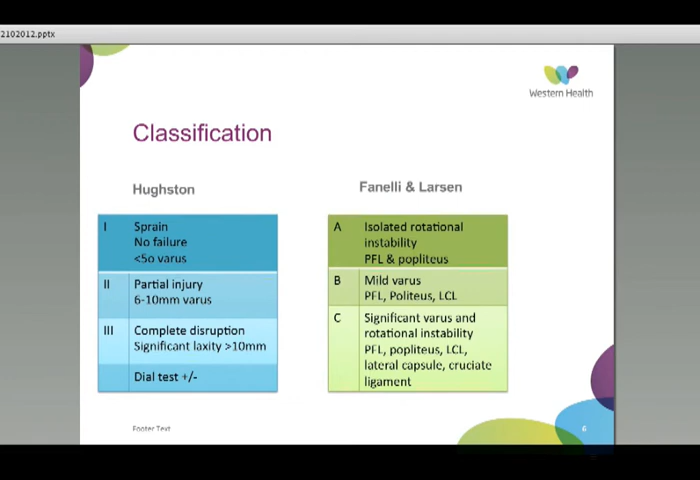 2102012.pptx
Western Health
Classification
Hughston
I
Sprain
No failure
<5o varus
II
Partial injury
6-10mm varus
III
Complete disruption
Significant laxity >10mm
Dial test +/-
Fanelli & Larsen
A
Isolated rotational
instability
PFL & popliteus
B
Mild varus
PFL, Politeus, LCL
C
Significant varus and
rotational instability
PFL, popliteus, LCL,
lateral capsule, cruciate
ligament
Footer Text
6